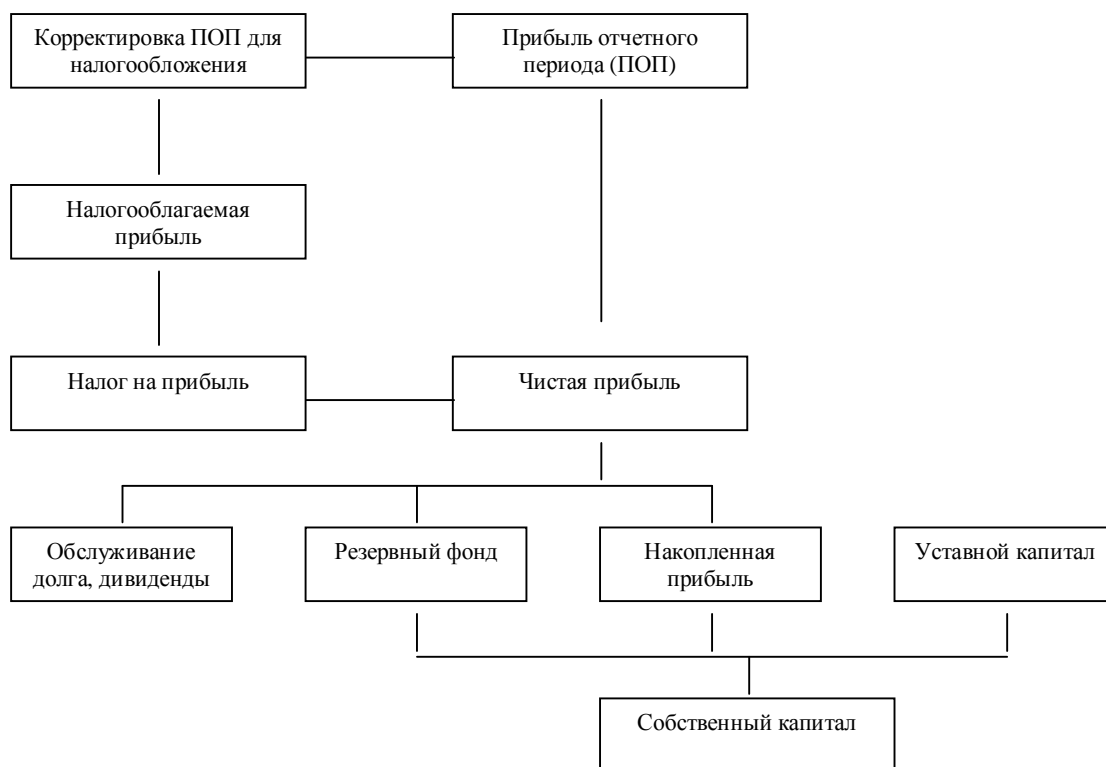 Корректировка ПОП для
налогообложения
Прибыль отчетного
периода (ПОП)
Налогооблагаемая
прибыль
Налог на прибыль
Чистая прибыль
Обслуживание
долга, дивиденды
Резервный фонд
Накопленная
прибыль
Уставной капитал
Собственный капитал